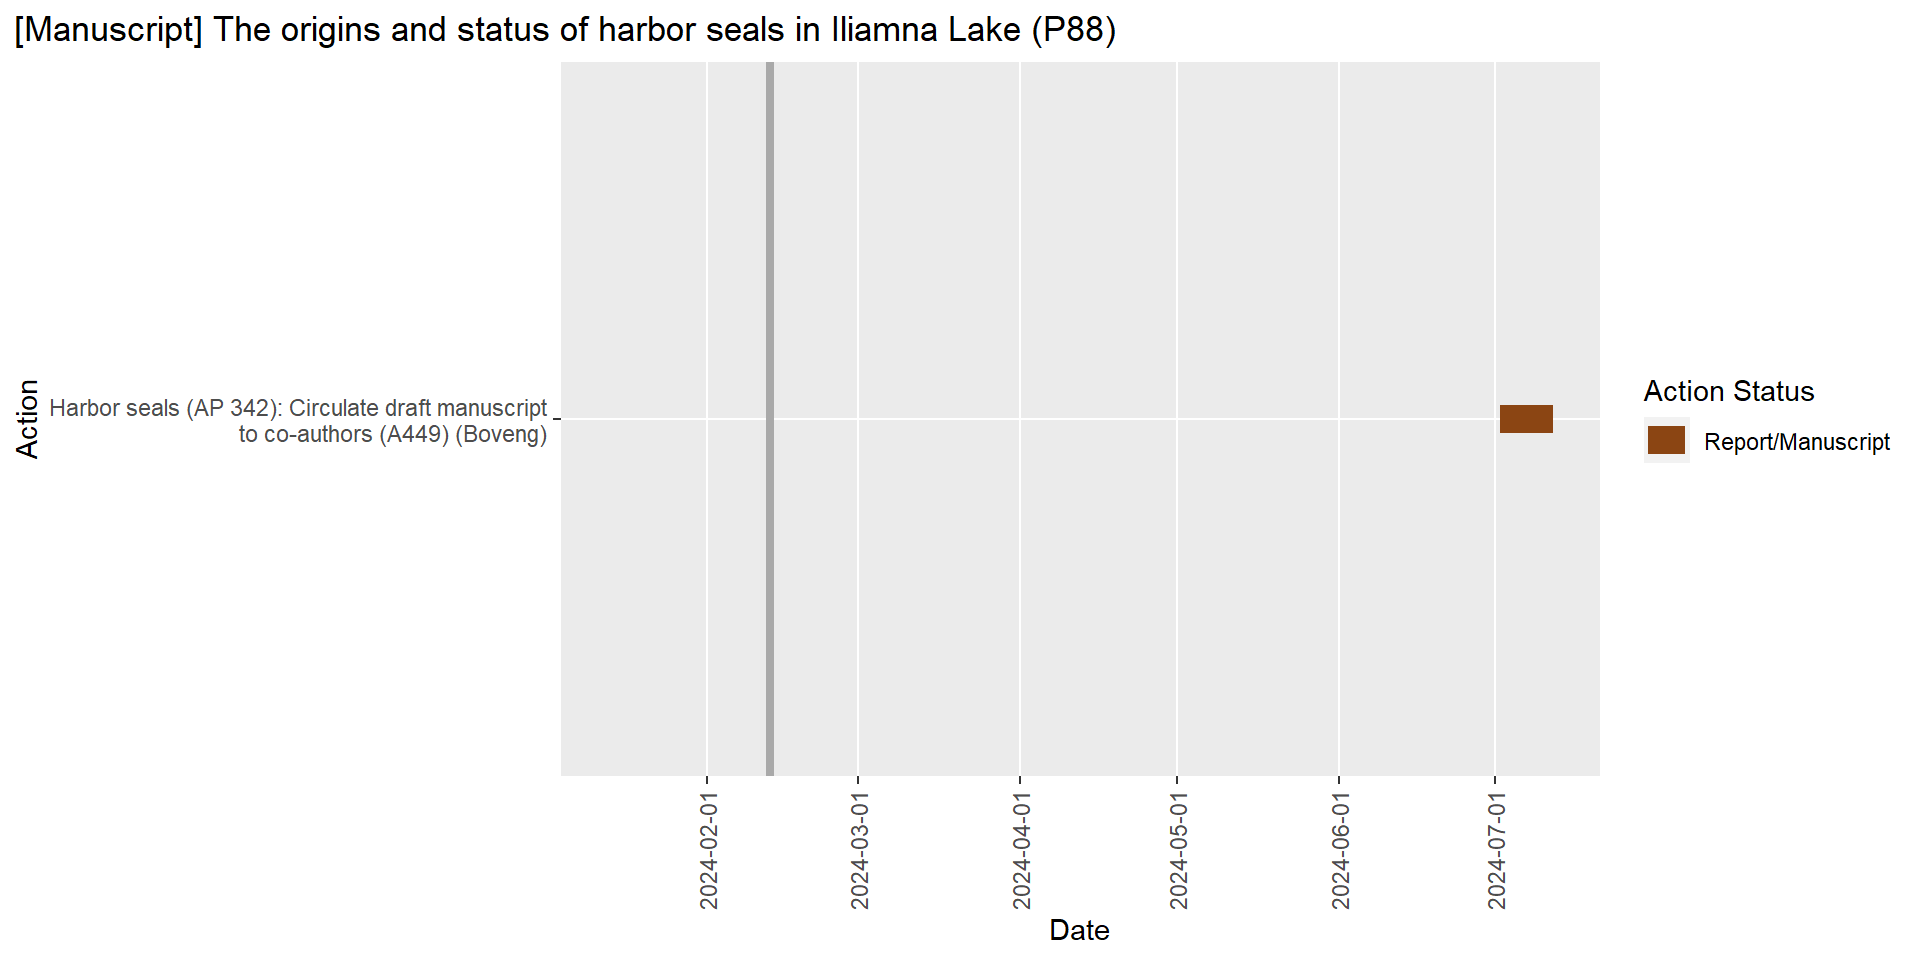 [Manuscript] The origins and status of harbor seals in Iliamna Lake (P88)
Action
Harbor seals (AP 342): Circulate draft manuscript
to co-authors (A449) (Boveng)
Action Status
Report/Manuscript
2024-02-01
2024-03-01
2024-04-01
2024-05-01
2024-06-01
2024-07-01
Date